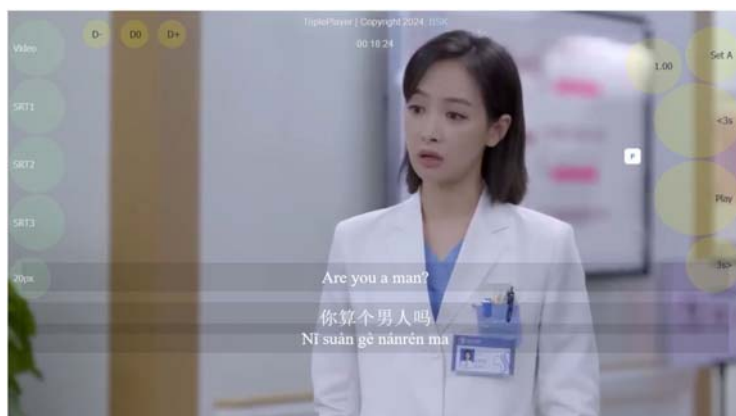 TriplePlayer | Copyright 2024, BSK
00:16:24
Video
D-
D0
D+
1.00
Set A
SRT1
<3s
P
SRT2
Play
SRT3
20px
3s>
Are you a man?
你算个男人吗
Nǐ suàn gè nánrén ma